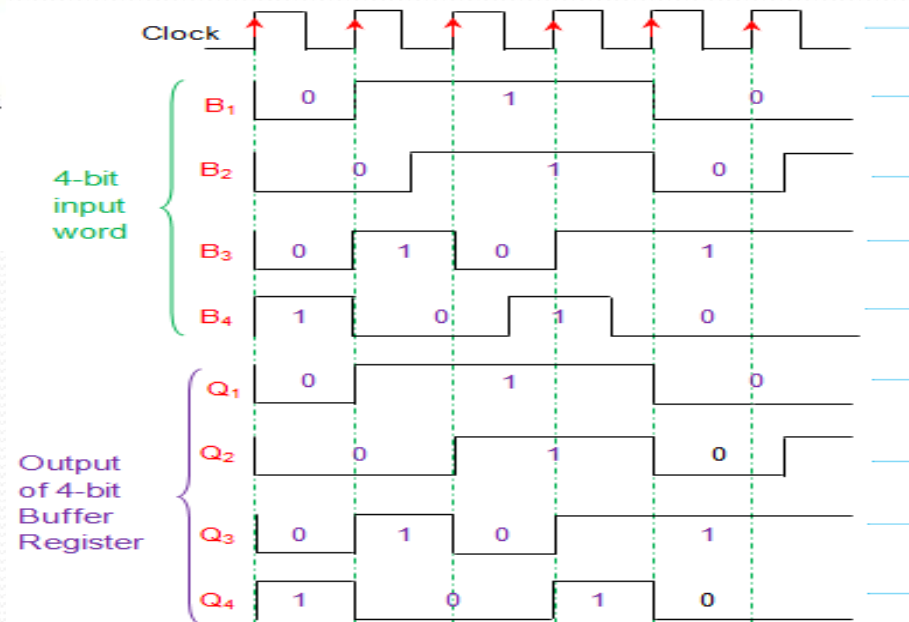 Clock
B₁ 0 1 0
B₂ 0 1 0
4-bit
input
word
B₃ 0 1 0 1
B₄ 1 0 1 0
Q₁ 0 1 0
Q₂ 0 1 0
Output
of 4-bit
Buffer
Register
Q₃ 0 1 0 1
Q₄ 1 0 1 0